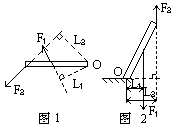 F₁ L₂
O
F₂ L₁
F₂
O
L₁
L₂
F₁
图1 图2